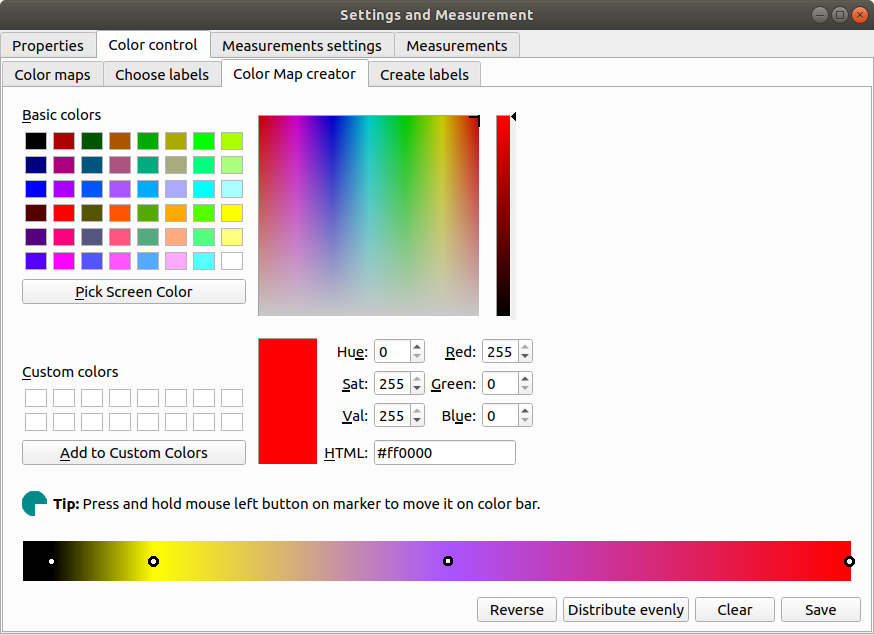 Settings and Measurement
Properties Color control Measurements settings Measurements
Color maps Choose labels Color Map creator Create labels
Basic colors
Pick Screen Color
Hue: 0 Red: 255
Custom colors
Sat: 255 Green: 0
Val: 255 Blue: 0
Add to Custom Colors
HTML: #ff0000
Tip: Press and hold mouse left button on marker to move it on color bar.
Reverse Distribute evenly Clear Save